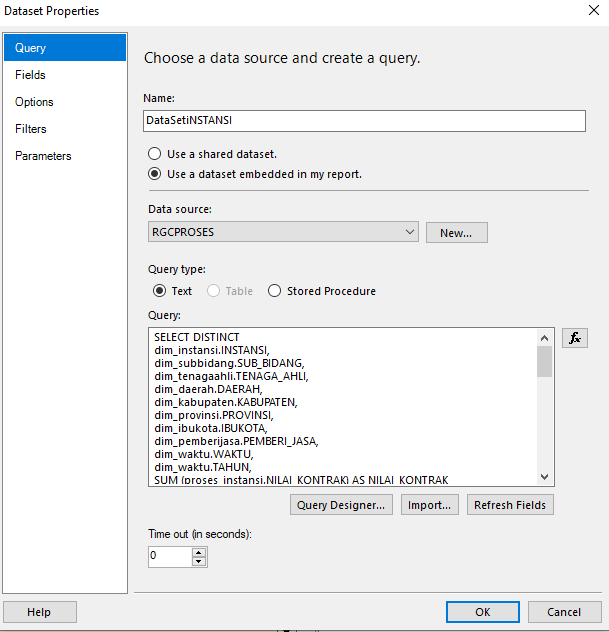 Dataset Properties
Query
Fields
Options
Filters
Parameters
Choose a data source and create a query.
Name:
DataSetiNSTANSI
Use a shared dataset.
Use a dataset embedded in my report.
Data source:
RGCPROSES
New...
Query type:
Text
Table
Stored Procedure
Query:
SELECT DISTINCT
dim_instansi.INSTANSI,
dim_subbidang.SUB_BIDANG,
dim_tenagaahli.TENAGA_AHLI,
dim_daerah.DAERAH,
dim_kabupaten.KABUPATEN,
dim_provinsi.PROVINSI,
dim_ibukota.IBUKOTA,
dim_pemberijasa.PEMBERI_JASA,
dim_waktu.WAKTU,
dim_waktu.TAHUN,
SUM (proses_instansi.NILAI_KONTRAK) AS NILAI_KONTRAK
fx
Query Designer...
Import...
Refresh Fields
Time out (in seconds):
0
Help
OK
Cancel